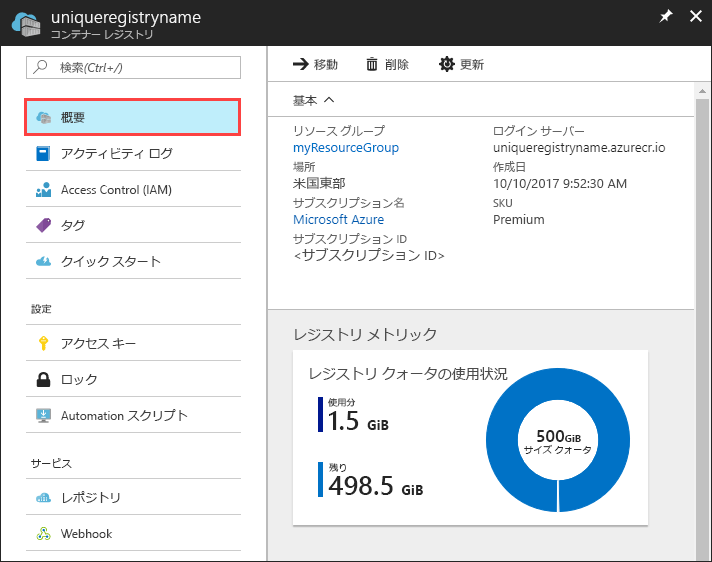 uniqueregistryname
コンテナー レジストリ
検索(Ctrl+/)
概要
アクティビティ ログ
Access Control (IAM)
タグ
クイック スタート
設定
アクセス キー
ロック
Automation スクリプト
サービス
レポジトリ
Webhook
移動 削除 更新
基本
リソース グループ
myResourceGroup
場所
米国東部
サブスクリプション名
Microsoft Azure
サブスクリプション ID
<サブスクリプション ID>
ログイン サーバー
uniqueregistryname.azurecr.io
作成日
10/10/2017 9:52:30 AM
SKU
Premium
レジストリ メトリック
レジストリ クォータの使用状況
使用分
1.5 GiB
残り
498.5 GiB
500GiB
サイズ クォータ